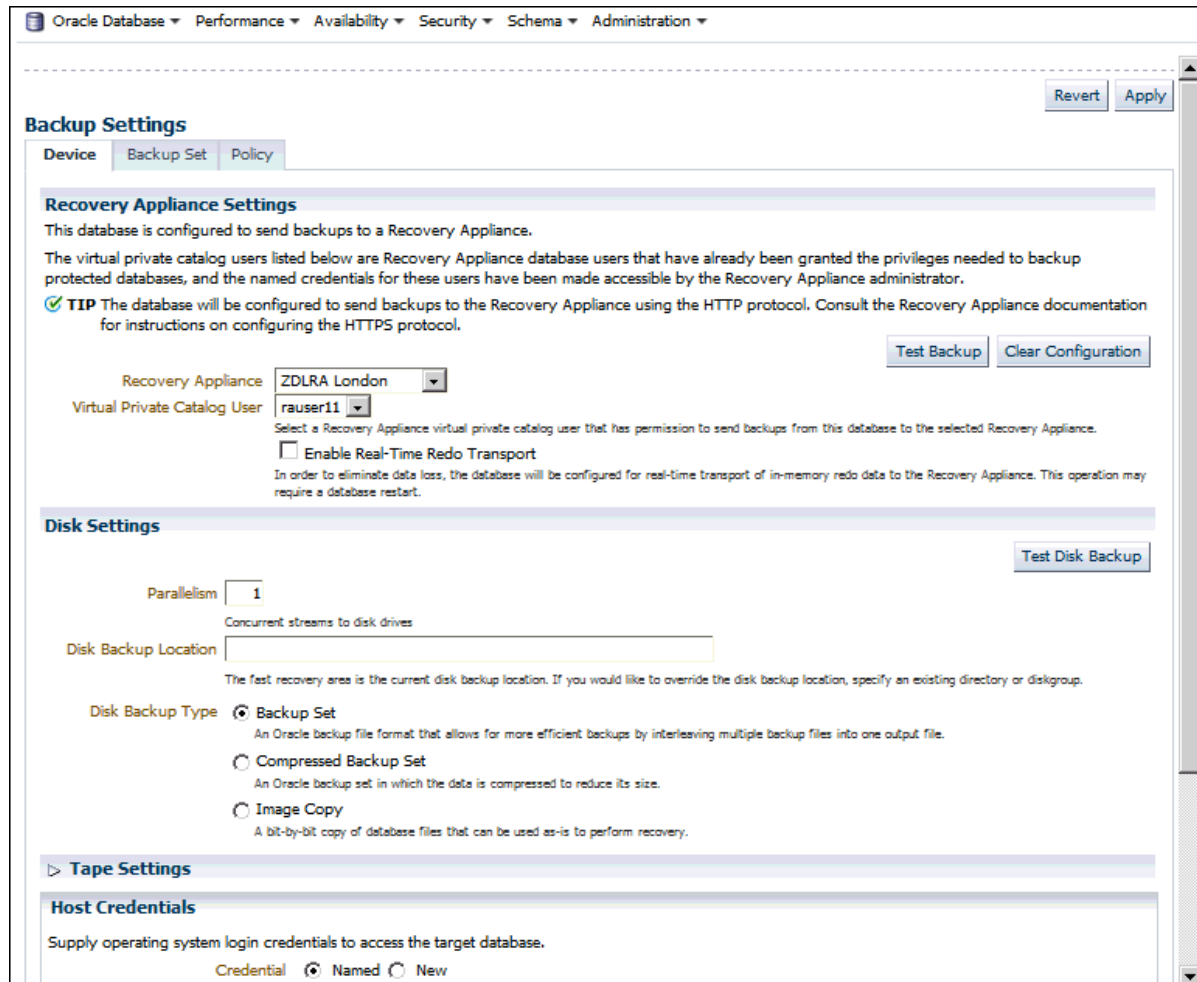 Oracle Database Performance Availability Security Schema Administration
Revert Apply
Backup Settings
Device Backup Set Policy
Recovery Appliance Settings
This database is configured to send backups to a Recovery Appliance.
The virtual private catalog users listed below are Recovery Appliance database users that have already been granted the privileges needed to backup
protected databases, and the named credentials for these users have been made accessible by the Recovery Appliance administrator.
TIP The database will be configured to send backups to the Recovery Appliance using the HTTP protocol. Consult the Recovery Appliance documentation
for instructions on configuring the HTTPS protocol.
Test Backup Clear Configuration
Recovery Appliance ZDLRA London
Virtual Private Catalog User rauser11
Select a Recovery Appliance virtual private catalog user that has permission to send backups from this database to the selected Recovery Appliance.
Enable Real-Time Redo Transport
In order to eliminate data loss, the database will be configured for real-time transport of in-memory redo data to the Recovery Appliance. This operation may
require a database restart.
Disk Settings
Test Disk Backup
Parallelism 1
Concurrent streams to disk drives
Disk Backup Location
The fast recovery area is the current disk backup location. If you would like to override the disk backup location, specify an existing directory or diskgroup.
Disk Backup Type Backup Set
An Oracle backup file format that allows for more efficient backups by interleaving multiple backup files into one output file.
Compressed Backup Set
An Oracle backup set in which the data is compressed to reduce its size.
Image Copy
A bit-by-bit copy of database files that can be used as-is to perform recovery.
Tape Settings
Host Credentials
Supply operating system login credentials to access the target database.
Credential Named New